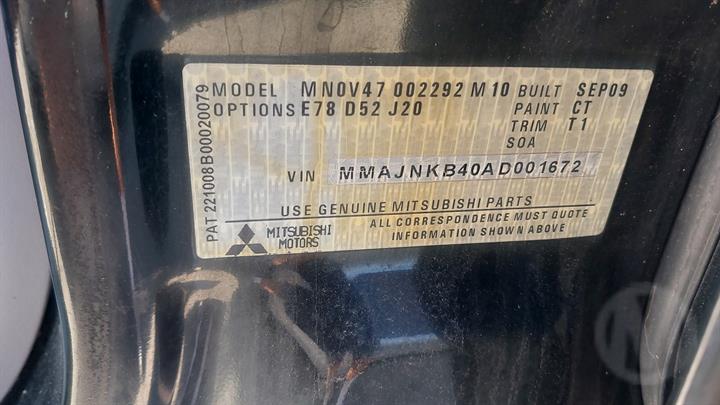 PAT 221008B00020079
MODEL MN0V47 002292 M10 BUILT SEP09
OPTIONS E78 D52 J20 PAINT CT
TRIM T1
SOA
VIN MMAJNKB40AD001672
USE GENUINE MITSUBISHI PARTS
MITSUBISHI MOTORS
ALL CORRESPONDENCE MUST QUOTE
INFORMATION SHOWN ABOVE